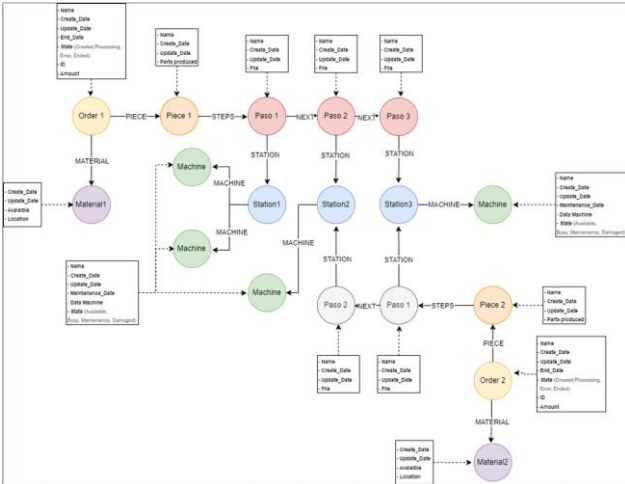 - Name
- Create_Date
- Update_Date
- End_Date
- State (Created,Processing,
Error, Ended)
- ID
- Amount
- Name
- Create_Date
- Update_Date
- Parts produced
- Name
- Create_Date
- Update_Date
- File
- Name
- Create_Date
- Update_Date
- File
- Name
- Create_Date
- Update_Date
- File
Order 1
PIECE
Piece 1
STEPS
Paso 1
NEXT
Paso 2
NEXT
Paso 3
MATERIAL
STATION
STATION
STATION
Machine
MACHINE
- Create_Date
- Update_Date
- Location
Material1
Station1
Station2
Station3
MACHINE
Machine
- Name
- Create_Date
- Update_Date
- Maintenance_Date
- Data Machine
- State (Available,
Busy, Maintenance, Damaged)
MACHINE
Machine
MACHINE
- Name
- Create_Date
- Update_Date
- Maintenance_Date
- Data Machine
- State (Available,
Busy, Maintenance, Damaged)
Machine
STATION
STATION
Paso 2
NEXT
Paso 1
STEPS
Piece 2
- Name
- Create_Date
- Update_Date
- Parts produced
PIECE
- Name
- Create_Date
- Update_Date
- File
- Name
- Create_Date
- Update_Date
- File
Order 2
- Name
- Create_Date
- Update_Date
- End_Date
- State (Created,Processing,
Error, Ended)
- ID
- Amount
MATERIAL
- Create_Date
- Update_Date
- Location
Material2